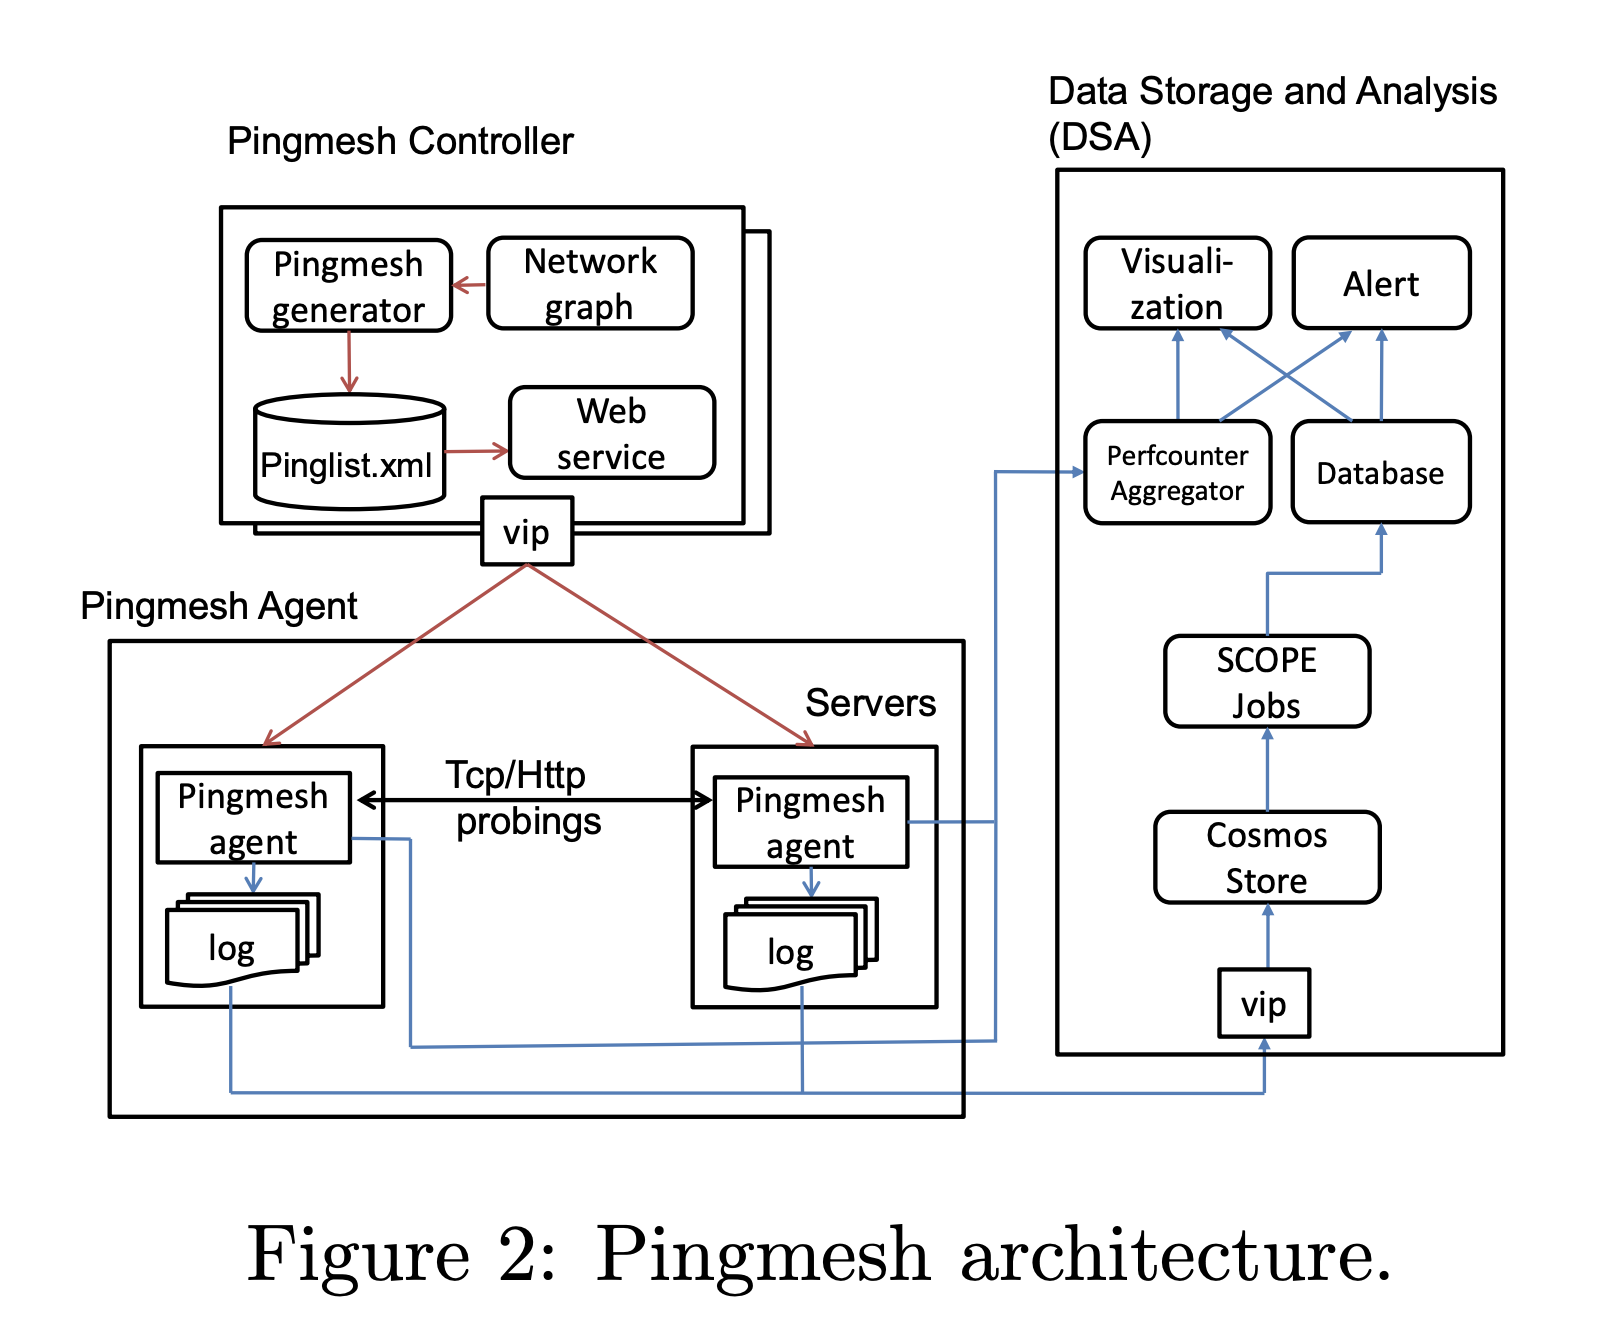 Data Storage and Analysis
(DSA)
Pingmesh Controller
Pingmesh
generator
Network
graph
Pinglist.xml
Web
service
vip
Visuali-
zation
Alert
Perfcounter
Aggregator
Database
Pingmesh Agent
Servers
Pingmesh
agent
log
Tcp/Http
probings
Pingmesh
agent
log
SCOPE
Jobs
Cosmos
Store
vip
Figure 2: Pingmesh architecture.